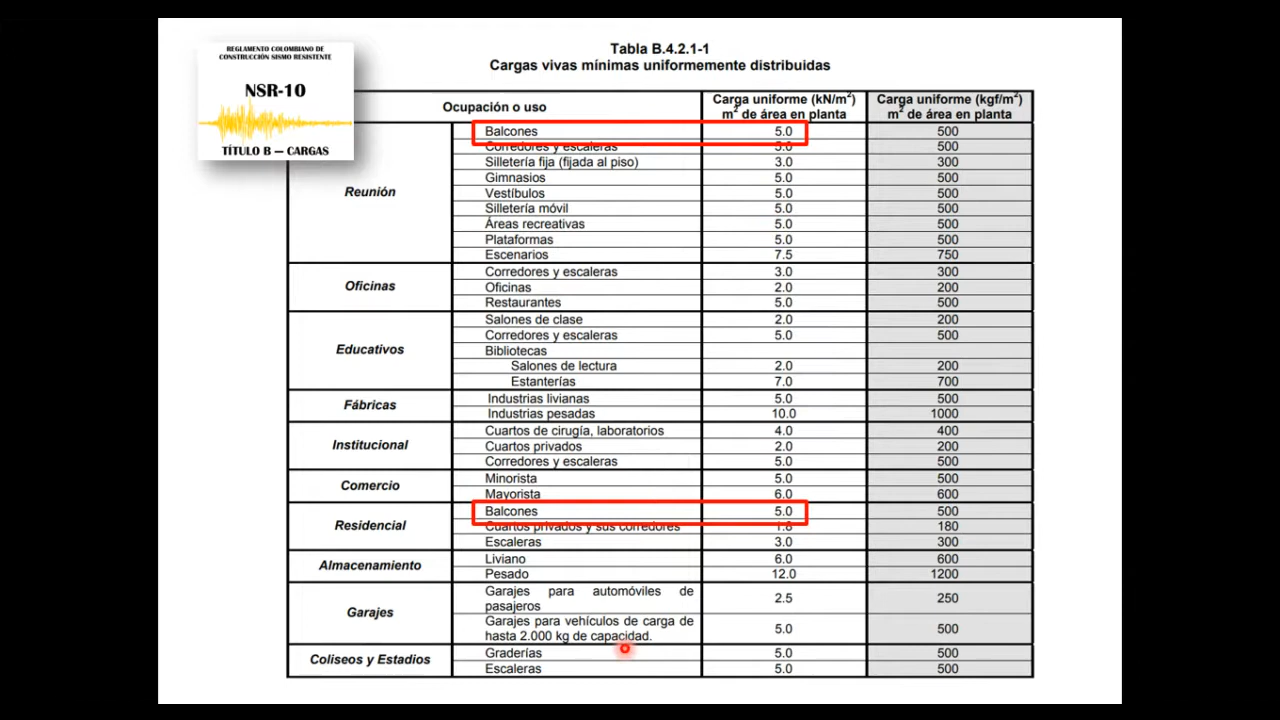 REGLAMENTO COLOMBIANO DE
CONSTRUCCIÓN SISMO RESISTENTE
NSR-10
TÍTULO B — CARGAS
Tabla B.4.2.1-1
Cargas vivas mínimas uniformemente distribuidas
Ocupación o uso
Carga uniforme (kN/m²)
m² de área en planta
Carga uniforme (kgf/m²)
m² de área en planta
Reunión
Balcones 5.0 500
Corredores y escaleras 5.0 500
Silletería fija (fijada al piso) 3.0 300
Gimnasios 5.0 500
Vestíbulos 5.0 500
Silletería móvil 5.0 500
Áreas recreativas 5.0 500
Plataformas 5.0 500
Escenarios 7.5 750
Oficinas
Corredores y escaleras 3.0 300
Oficinas 2.0 200
Restaurantes 5.0 500
Educativos
Salones de clase 2.0 200
Corredores y escaleras 5.0 500
Bibliotecas
Salones de lectura 2.0 200
Estanterías 7.0 700
Fábricas
Industrias livianas 5.0 500
Industrias pesadas 10.0 1000
Institucional
Cuartos de cirugía, laboratorios 4.0 400
Cuartos privados 2.0 200
Corredores y escaleras 5.0 500
Comercio
Minorista 5.0 500
Mayorista 6.0 600
Residencial
Balcones 5.0 500
Cuartos privados y sus corredores 1.8 180
Escaleras 3.0 300
Almacenamiento
Liviano 6.0 600
Pesado 12.0 1200
Garajes
Garajes para automóviles de
pasajeros 2.5 250
Garajes para vehículos de carga de
hasta 2.000 kg de capacidad. 5.0 500
Coliseos y Estadios
Graderías 5.0 500
Escaleras 5.0 500